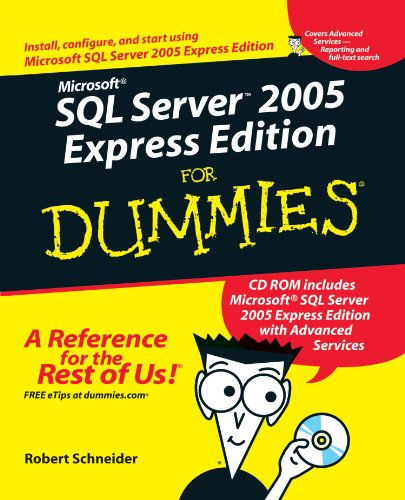 Install, configure, and start using
Microsoft SQL Server 2005 Express Edition
Covers Advanced
Services —
Reporting and
full-text search
Microsoft®
SQL Server™ 2005
Express Edition
FOR
DUMMIES®
CD ROM includes
Microsoft® SQL Server
2005 Express Edition
with Advanced
Services
A Reference
for the
Rest of Us!®
FREE eTips at dummies.com®
Robert Schneider